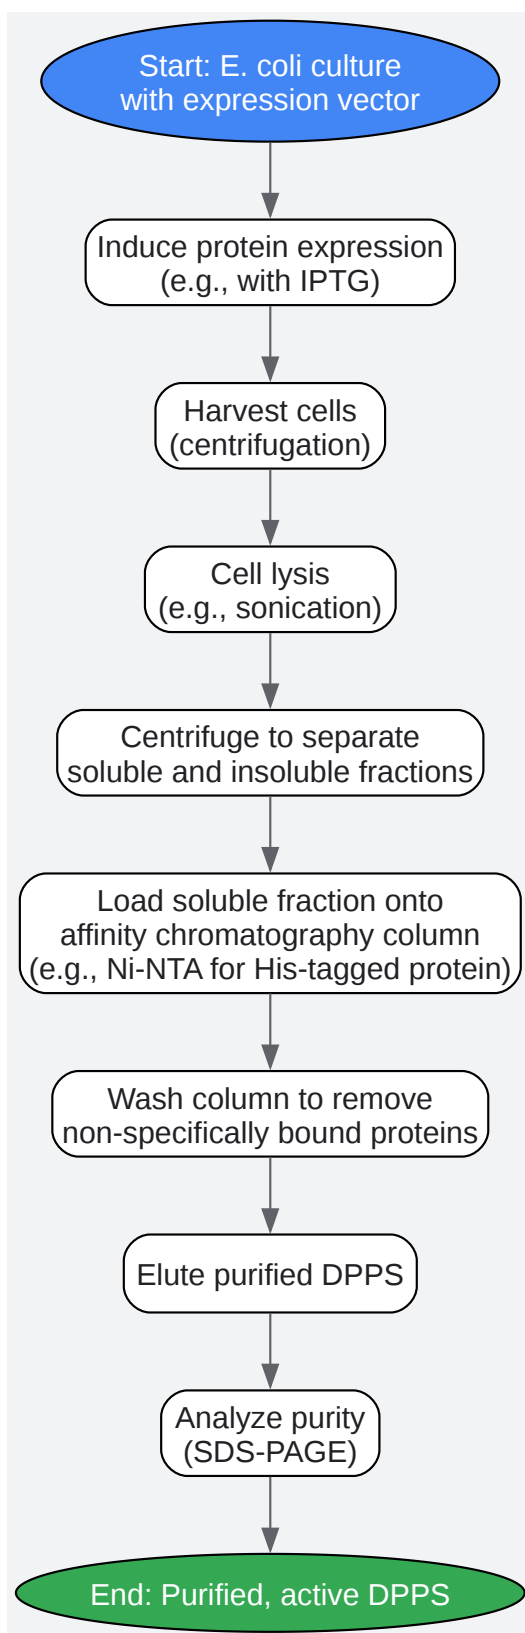 Start: E. coli culture
with expression vector
Induce protein expression
(e.g., with IPTG)
Harvest cells
(centrifugation)
Cell lysis
(e.g., sonication)
Centrifuge to separate
soluble and insoluble fractions
Load soluble fraction onto
affinity chromatography column
(e.g., Ni-NTA for His-tagged protein)
Wash column to remove
non-specifically bound proteins
Elute purified DPPS
Analyze purity
(SDS-PAGE)
End: Purified, active DPPS